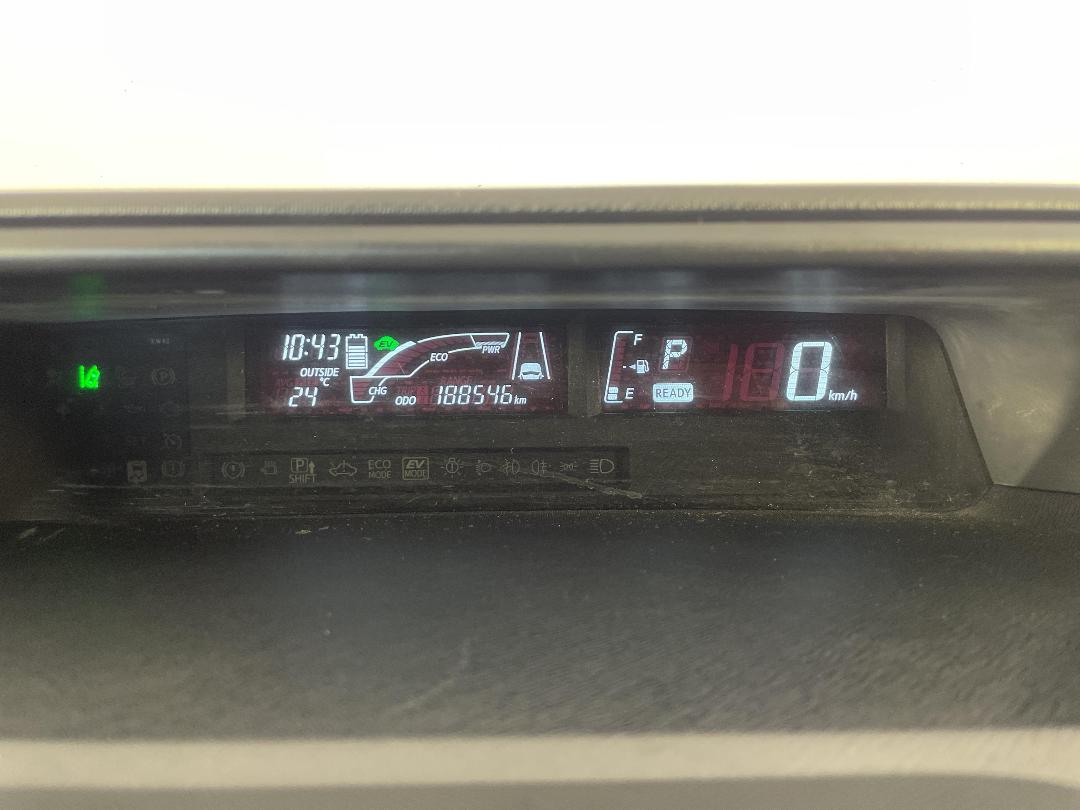 10:43
EV
ECO
PWR
OUTSIDE
°C
24
CHG
ODO 188546 km
F
E
P
READY
0 km/h
P
SHIFT
ECO
MODE
EV
MODE